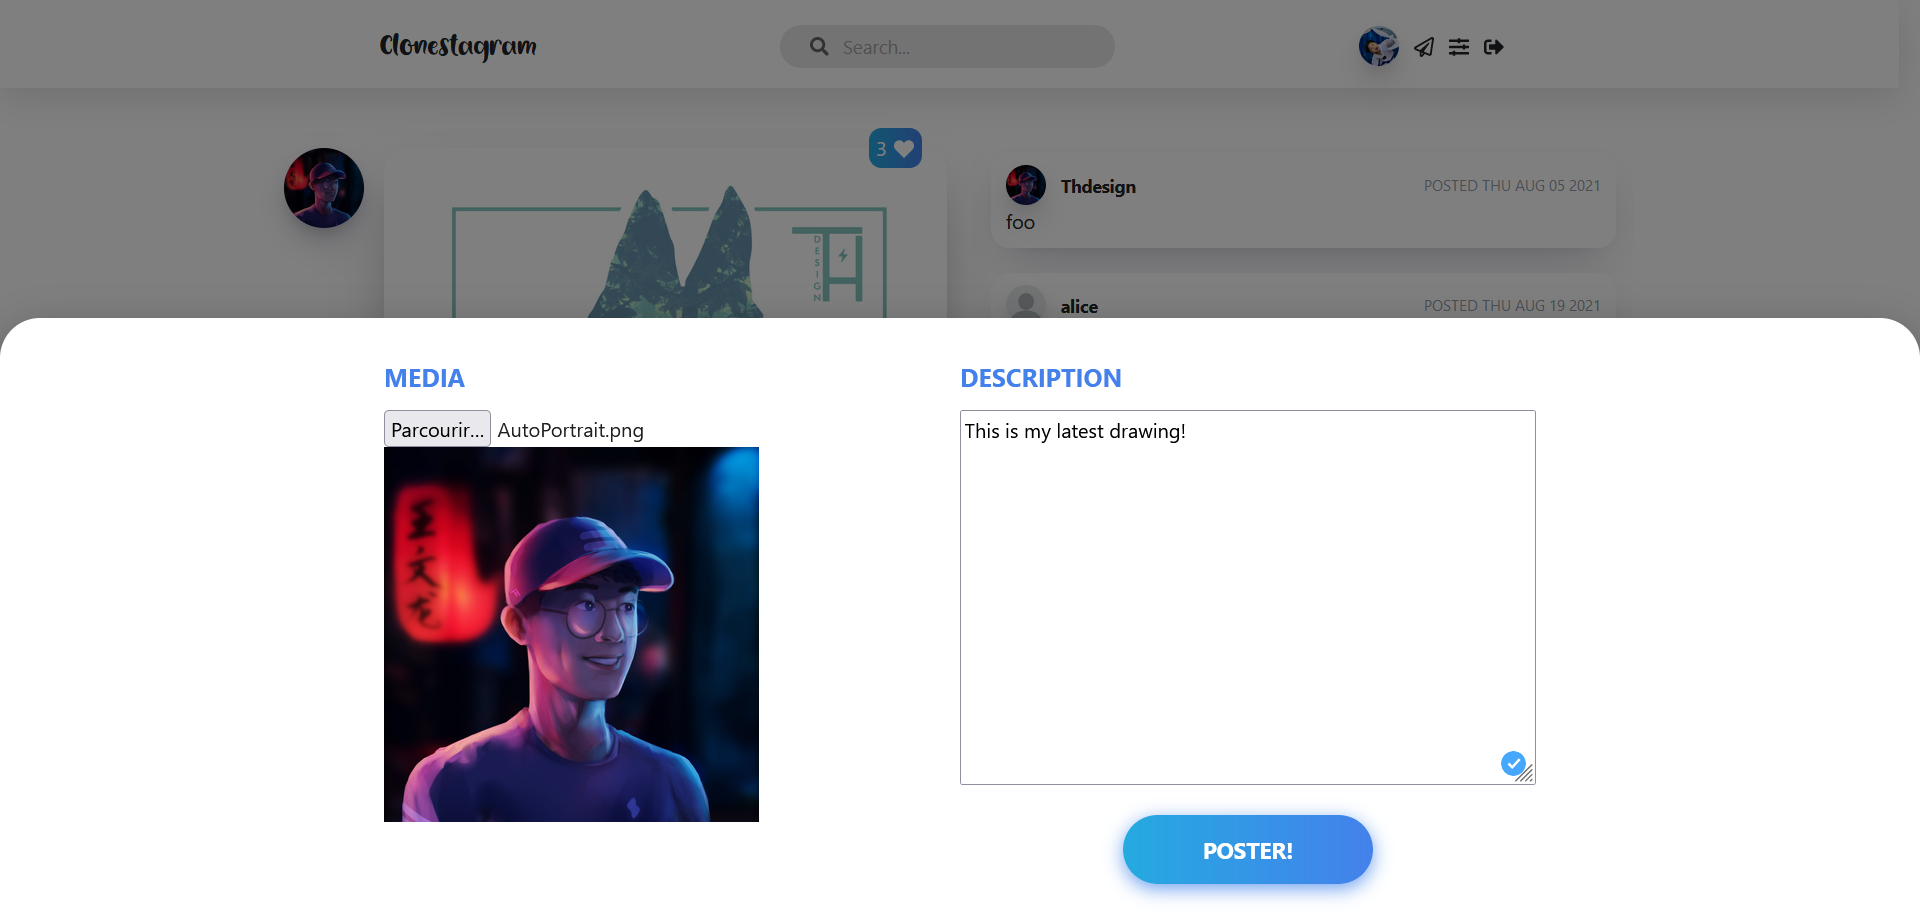 Clonestagram
Search...
3
DESIGN
TH
Thdesign
POSTED THU AUG 05 2021
foo
alice
POSTED THU AUG 19 2021
MEDIA
DESCRIPTION
Parcourir... AutoPortrait.png
This is my latest drawing!
POSTER!